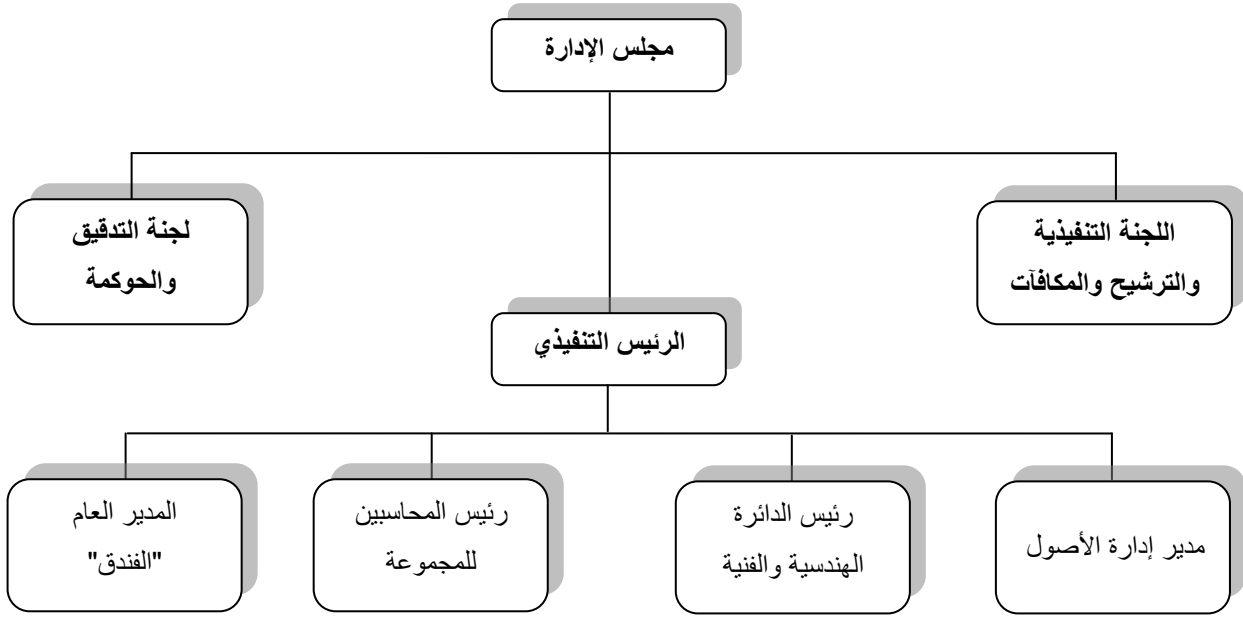 مجلس الإدارة
اللجنة التنفيذية
والترشيح والمكافآت
لجنة التدقيق
والحوكمة
الرئيس التنفيذي
مدير إدارة الأصول
رئيس الدائرة
الهندسية والفنية
رئيس المحاسبين
للمجموعة
المدير العام
"الفندق"